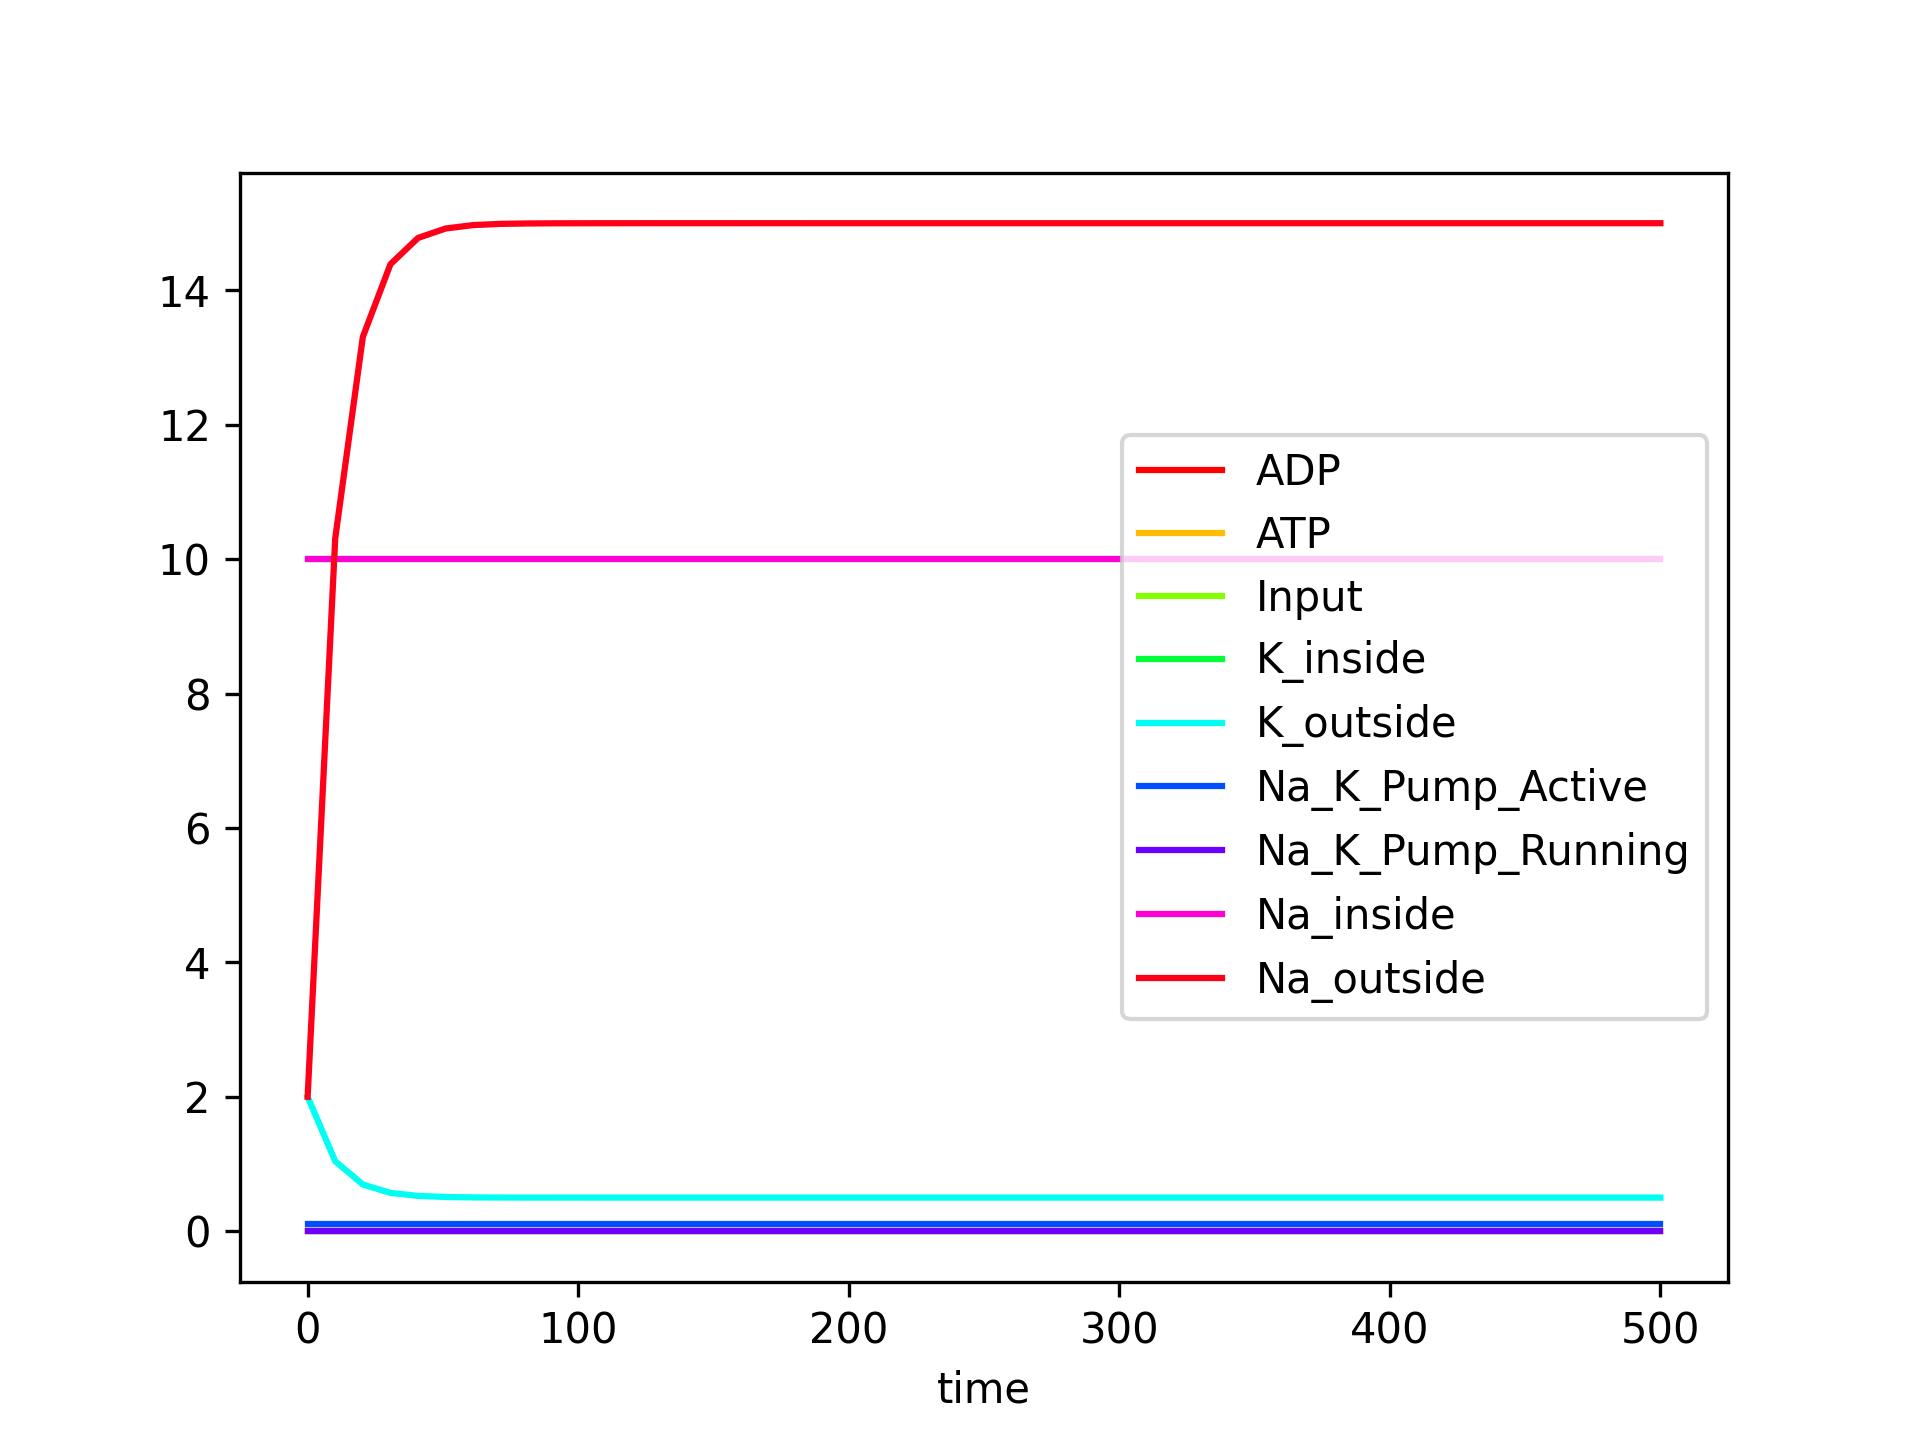 14
12
10
8
6
4
2
0
ADP
ATP
Input
K_inside
K_outside
Na_K_Pump_Active
Na_K_Pump_Running
Na_inside
Na_outside
0 100 200 300 400 500
time